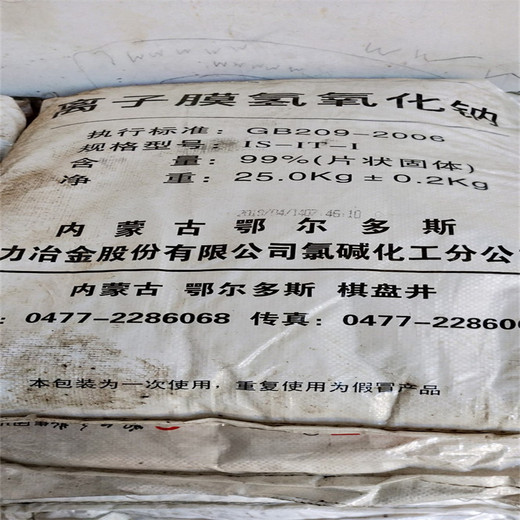 离子膜氢氧化钠
执行标准：GB209-2006
规格型号：IS-IT-I
含 量：99%(片状固体)
净 重：25.0Kg±0.2Kg
内蒙古鄂尔多斯
力冶金股份有限公司氯碱化工分公
内蒙古 鄂尔多斯 棋盘井
: 0477-2286068 传真: 0477-228606
本包装为一次使用，重复使用为假冒产品